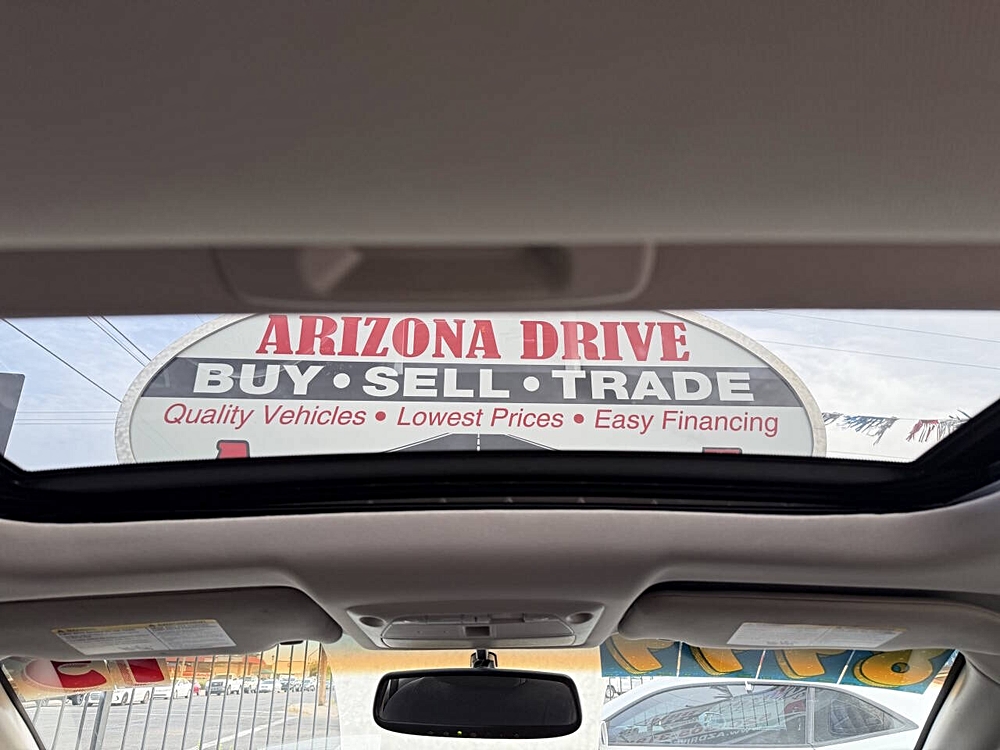 ARIZONA DRIVE
BUY • SELL • TRADE
Quality Vehicles • Lowest Prices • Easy Financing